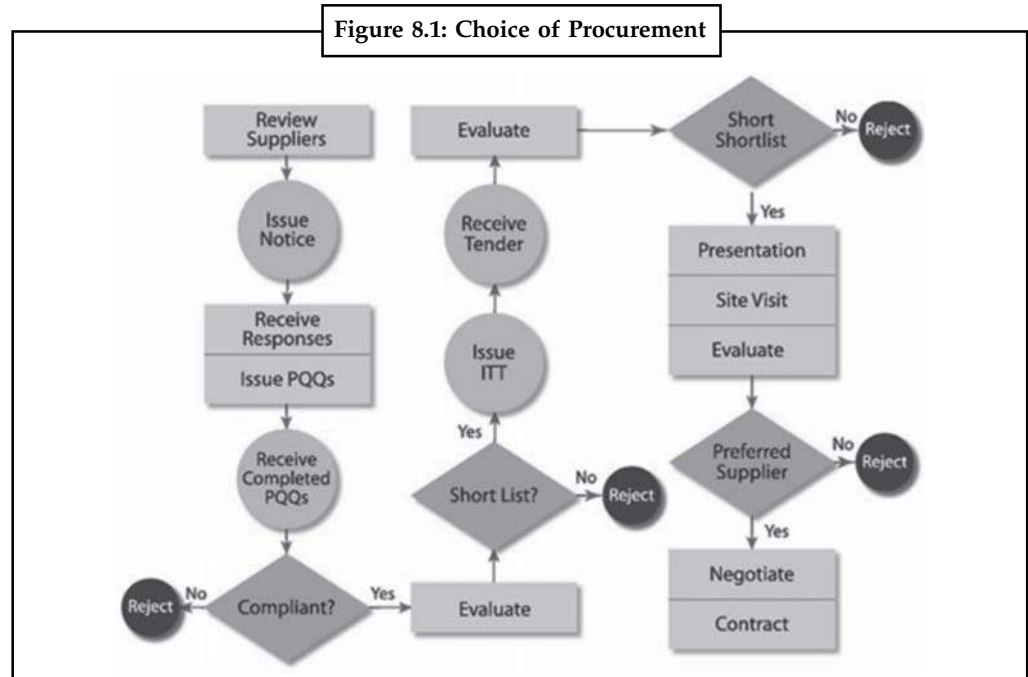 Figure 8.1: Choice of Procurement
Review
Suppliers
Issue
Notice
Receive
Responses
Issue PQQs
Receive
Completed
PQQs
Compliant?
No
Reject
Yes
Evaluate
Short List?
No
Reject
Yes
Issue
ITT
Receive
Tender
Evaluate
Short
Shortlist
No
Reject
Yes
Presentation
Site Visit
Evaluate
Preferred
Supplier
No
Reject
Yes
Negotiate
Contract